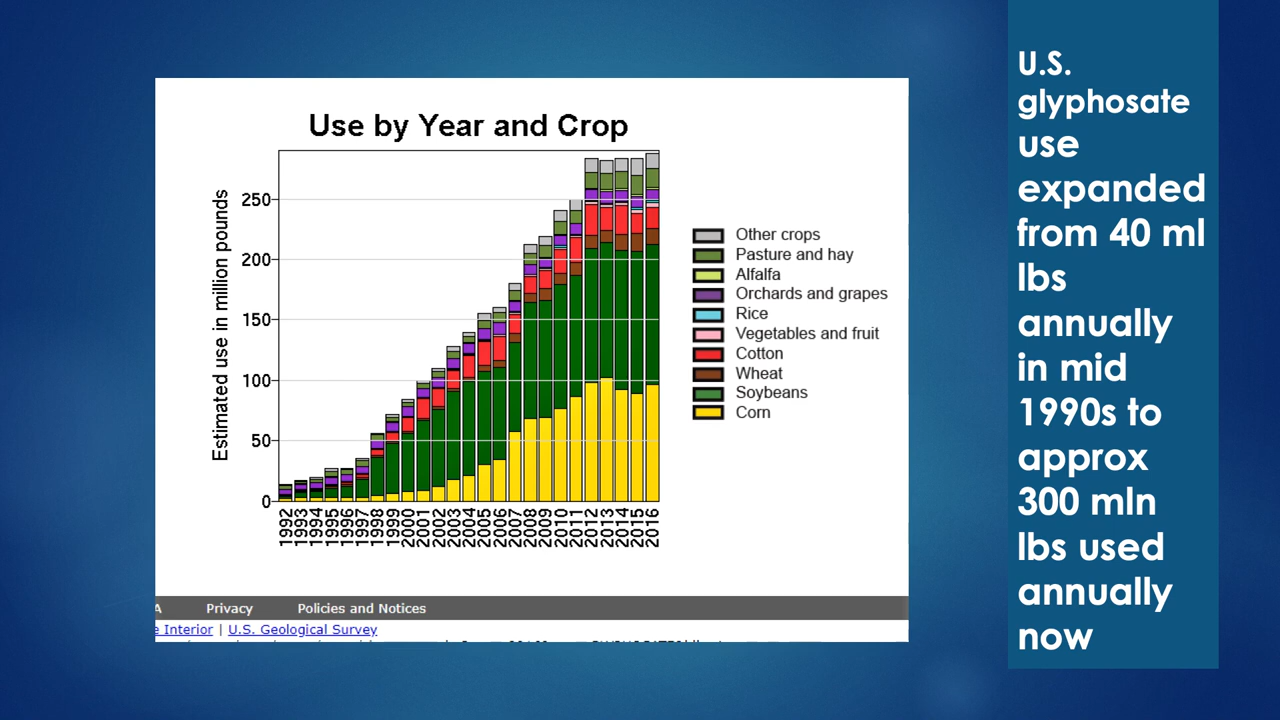 Use by Year and Crop
Estimated use in million pounds
250
200
150
100
50
0
1992
1993
1994
1995
1996
1997
1998
1999
2000
2001
2002
2003
2004
2005
2006
2007
2008
2009
2010
2011
2012
2013
2014
2015
2016
Other crops
Pasture and hay
Alfalfa
Orchards and grapes
Rice
Vegetables and fruit
Cotton
Wheat
Soybeans
Corn
A Privacy Policies and Notices
e Interior | U.S. Geological Survey
U.S.
glyphosate
use
expanded
from 40 ml
lbs
annually
in mid
1990s to
approx
300 mln
lbs used
annually
now